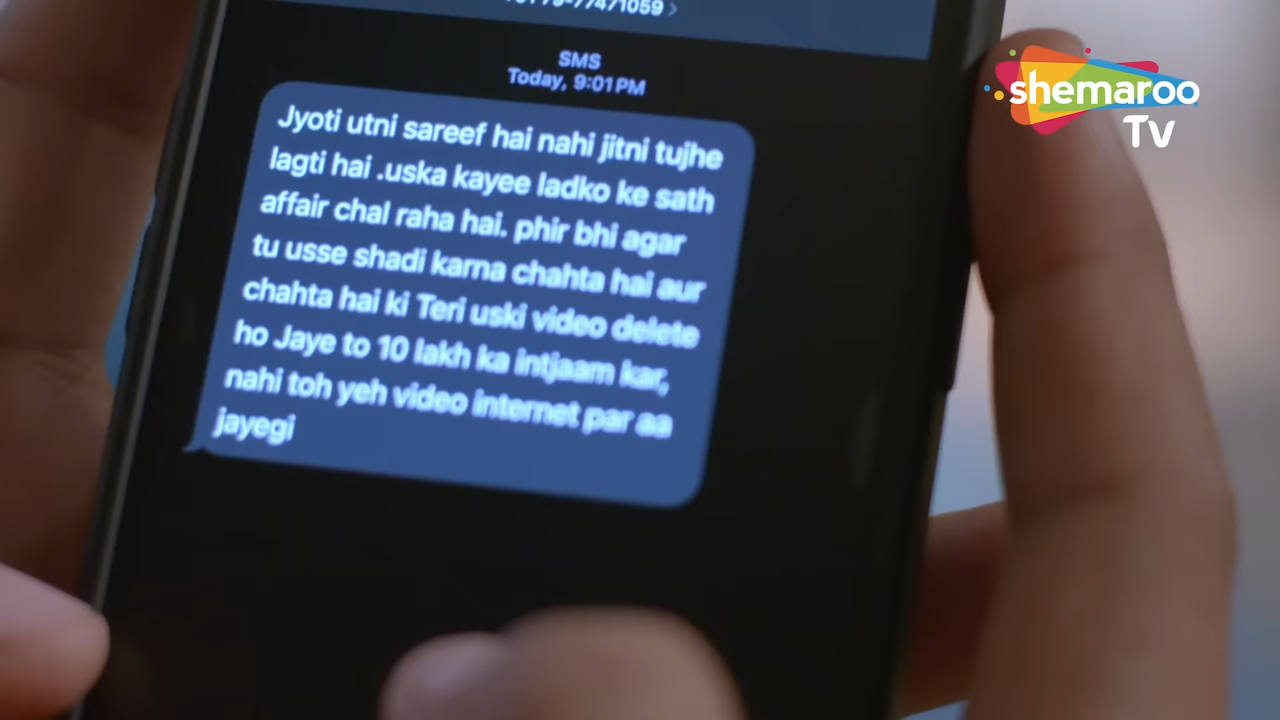 SMS
Today, 9:01 PM
Jyoti utni sareef hai nahi jitni tujhe
lagti hai .uska kayee ladko ke sath
affair chal raha hai. phir bhi agar
tu usse shadi karna chahta hai aur
chahta hai ki Teri uski video delete
ho Jaye to 10 lakh ka intjaam kar,
nahi toh yeh video internet par aa
jayegi
shemaroo
TV